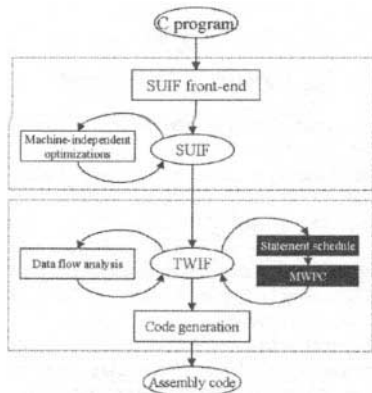 C program
SUIF front-end
Machine-independent
optimizations
SUIF
Statement schedule
Data flow analysis
TWIF
MWPC
Code generation
Assembly code